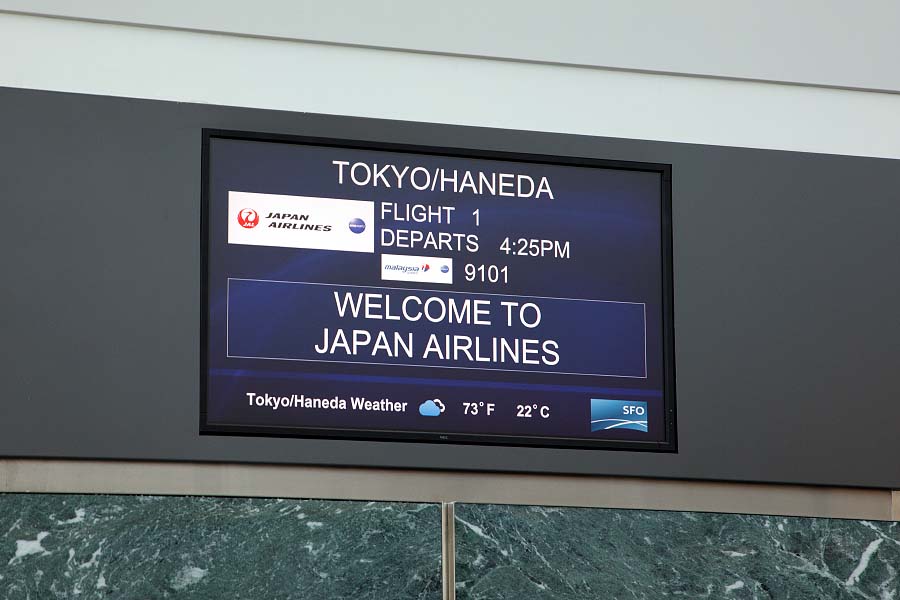 TOKYO/HANEDA
JAL
JAPAN
AIRLINES
FLIGHT 1
DEPARTS 4:25PM
malaysia
9101
WELCOME TO
JAPAN AIRLINES
Tokyo/Haneda Weather 73°F 22°C
SFO